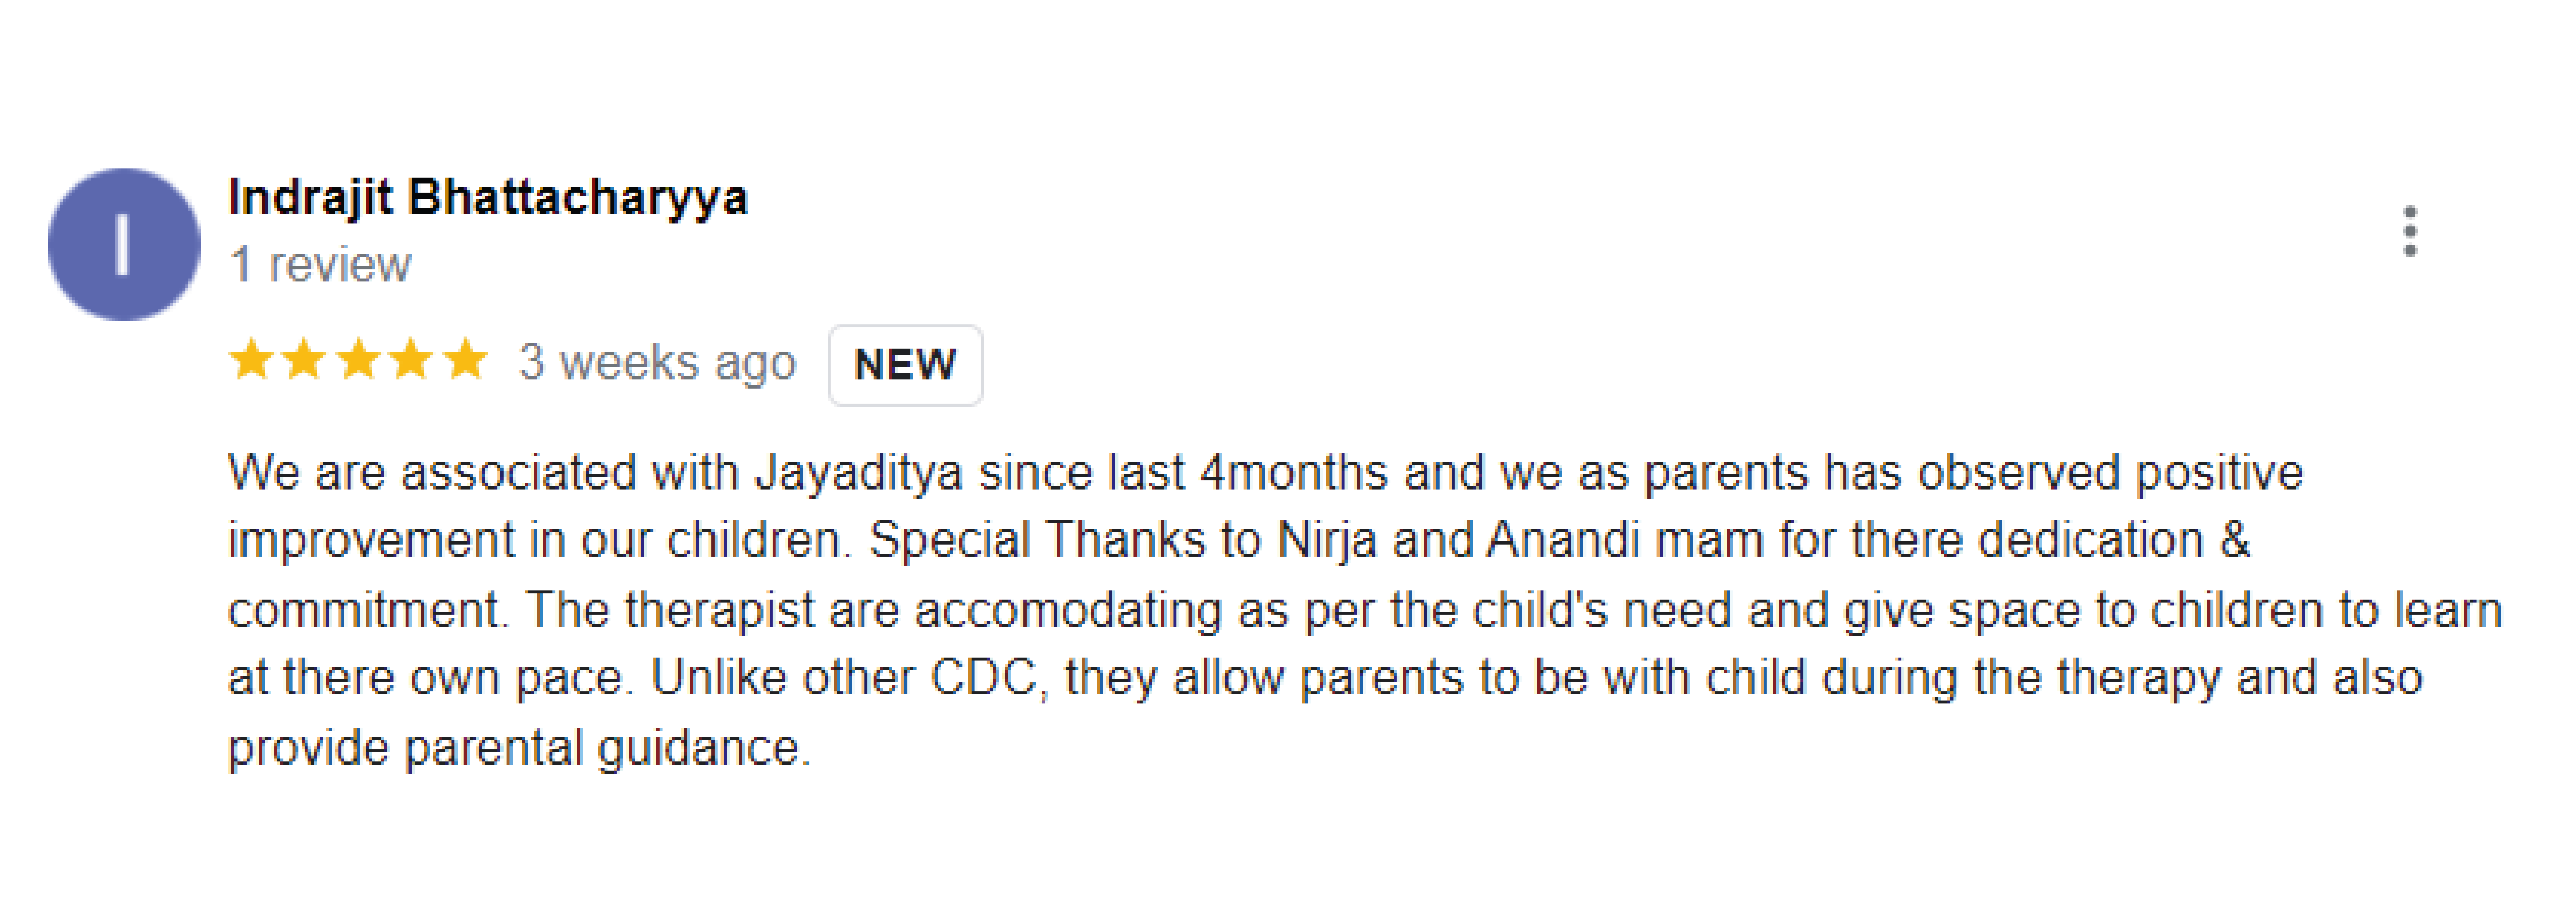 I
Indrajit Bhattacharyya
1 review
3 weeks ago NEW
We are associated with Jayaditya since last 4months and we as parents has observed positive
improvement in our children. Special Thanks to Nirja and Anandi mam for there dedication &
commitment. The therapist are accomodating as per the child's need and give space to children to learn
at there own pace. Unlike other CDC, they allow parents to be with child during the therapy and also
provide parental guidance.